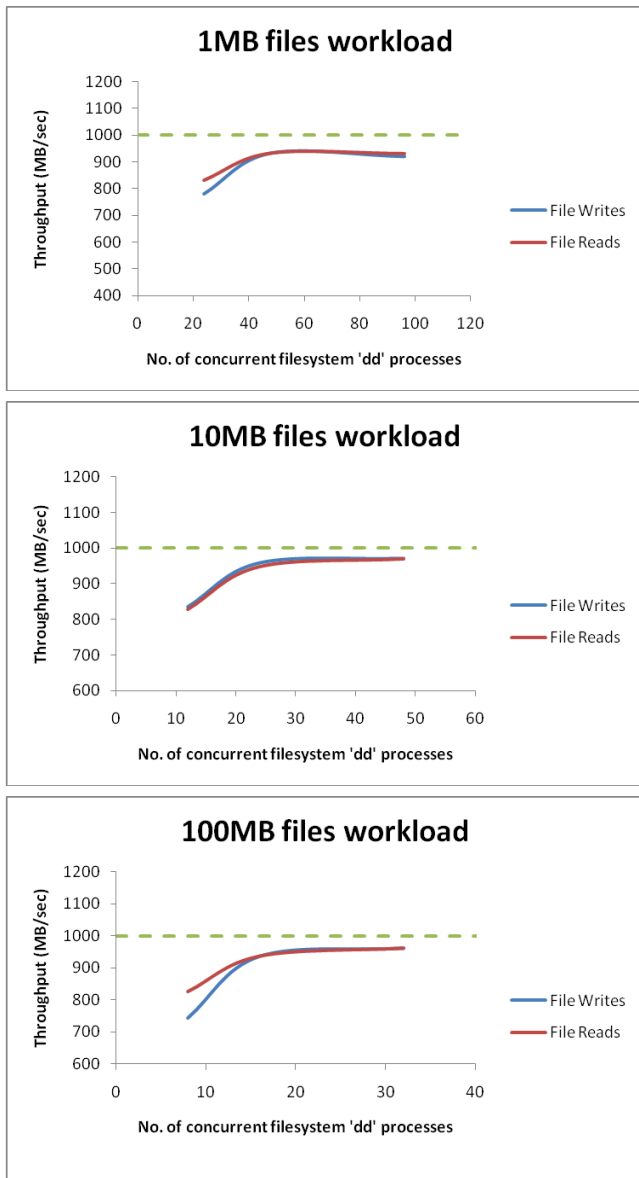 1MB files workload
Throughput (MB/sec)
1200
1100
1000
900
800
700
600
500
400
0 20 40 60 80 100 120
No. of concurrent filesystem 'dd' processes
File Writes
File Reads
10MB files workload
Throughput (MB/sec)
1200
1100
1000
900
800
700
600
0 10 20 30 40 50 60
No. of concurrent filesystem 'dd' processes
File Writes
File Reads
100MB files workload
Throughput (MB/sec)
1200
1100
1000
900
800
700
600
0 10 20 30 40
No. of concurrent filesystem 'dd' processes
File Writes
File Reads